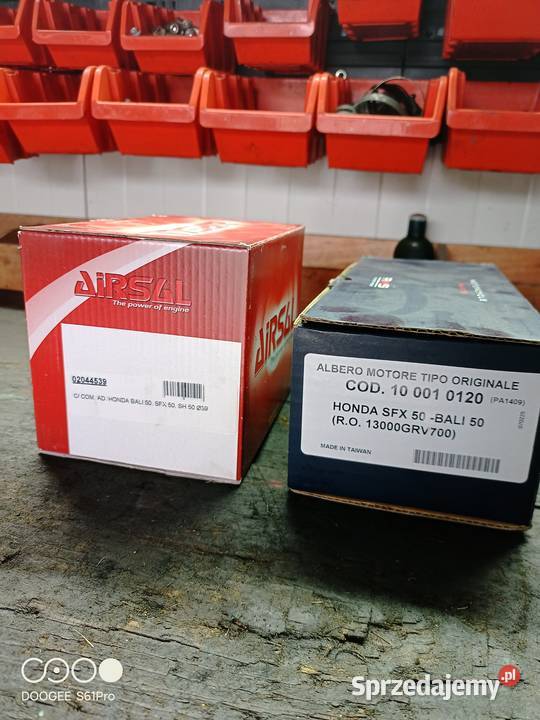 AiRSAL
The power of engine
02044539
C/ COM. AD. HONDA BALI 50, SFX 50, SH 50 Ø39
AiRSAL
ALBERO MOTORE TIPO ORIGINALE
COD. 10 001 0120 (PA1409)
HONDA SFX 50 -BALI 50
(R.O. 13000GRV700)
MADE IN TAIWAN
DOOGEE S61Pro
Sprzedajemy.pl